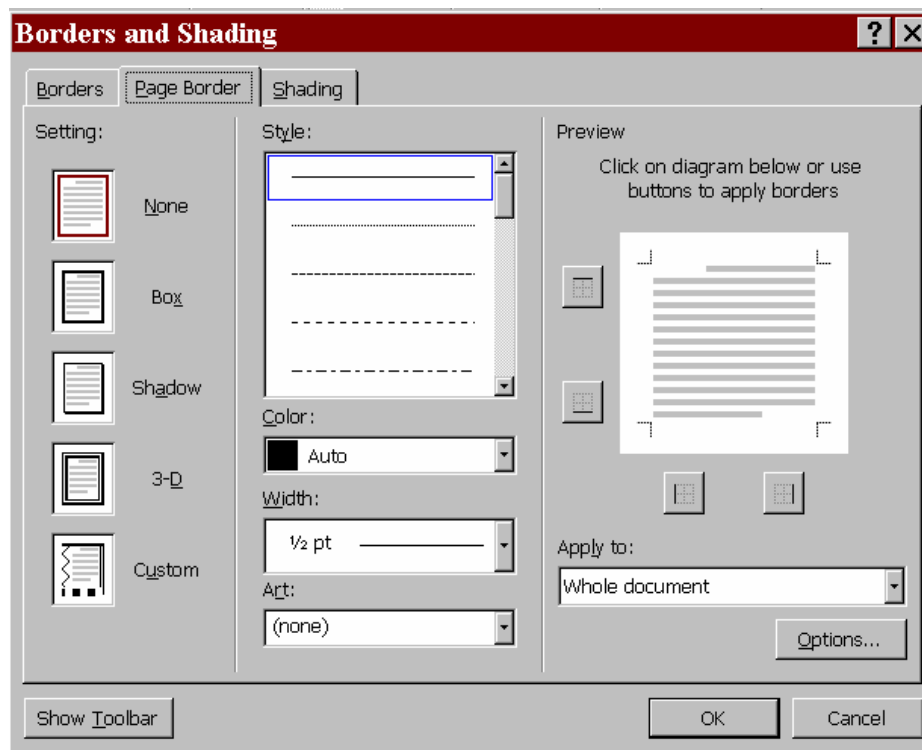 Borders and Shading
Borders
Page Border
Shading
Setting:
None
Box
Shadow
3-D
Custom
Style:
Color:
Auto
Width:
½ pt
Art:
(none)
Preview
Click on diagram below or use
buttons to apply borders
Apply to:
Whole document
Options...
Show Toolbar
OK
Cancel